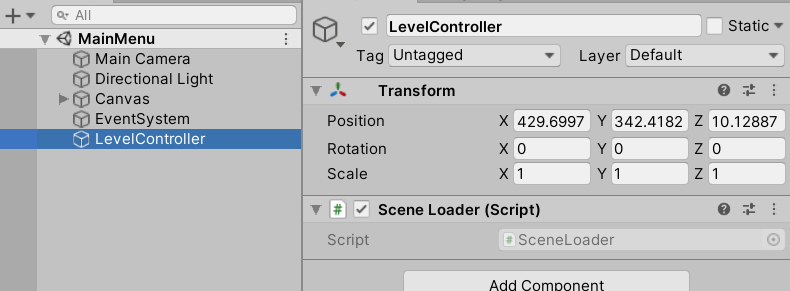 All
MainMenu
Main Camera
Directional Light
Canvas
EventSystem
LevelController
LevelController
Static
Tag Untagged Layer Default
Transform
Position X 429.6997 Y 342.4182 Z 10.12887
Rotation X 0 Y 0 Z 0
Scale X 1 Y 1 Z 1
# Scene Loader (Script)
Script # SceneLoader
Add Component